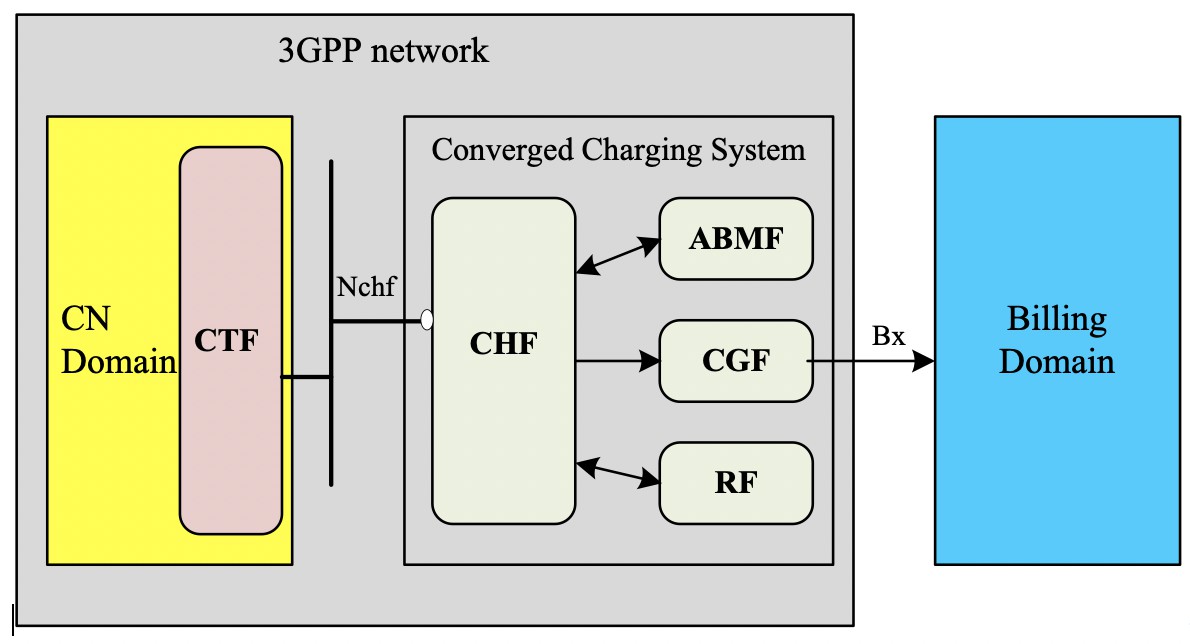 3GPP network
Converged Charging System
CN
Domain
CTF
Nchf
CHF
ABMF
CGF
RF
Bx
Billing
Domain